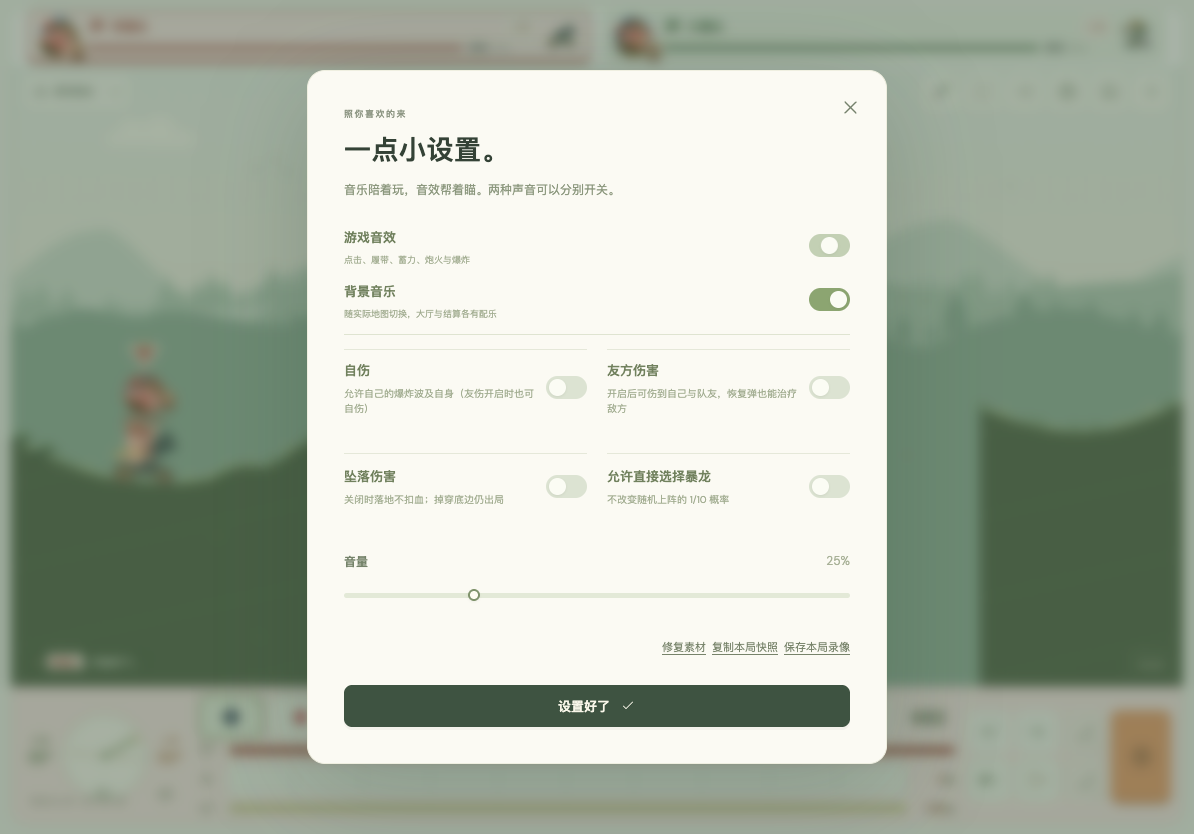 照你喜欢的来
一点小设置。
音乐陪着玩，音效帮着瞄。两种声音可以分别开关。
游戏音效
点击、履带、蓄力、炮火与爆炸
背景音乐
随实际地图切换，大厅与结算各有配乐
自伤
允许自己的爆炸波及自身（友伤开启时也可
自伤）
友方伤害
开启后可伤到自己与队友，恢复弹也能治疗
敌方
坠落伤害
关闭时落地不扣血；掉穿底边仍出局
允许直接选择暴龙
不改变随机上阵的 1/10 概率
音量
25%
修复素材 复制本局快照 保存本局录像
设置好了